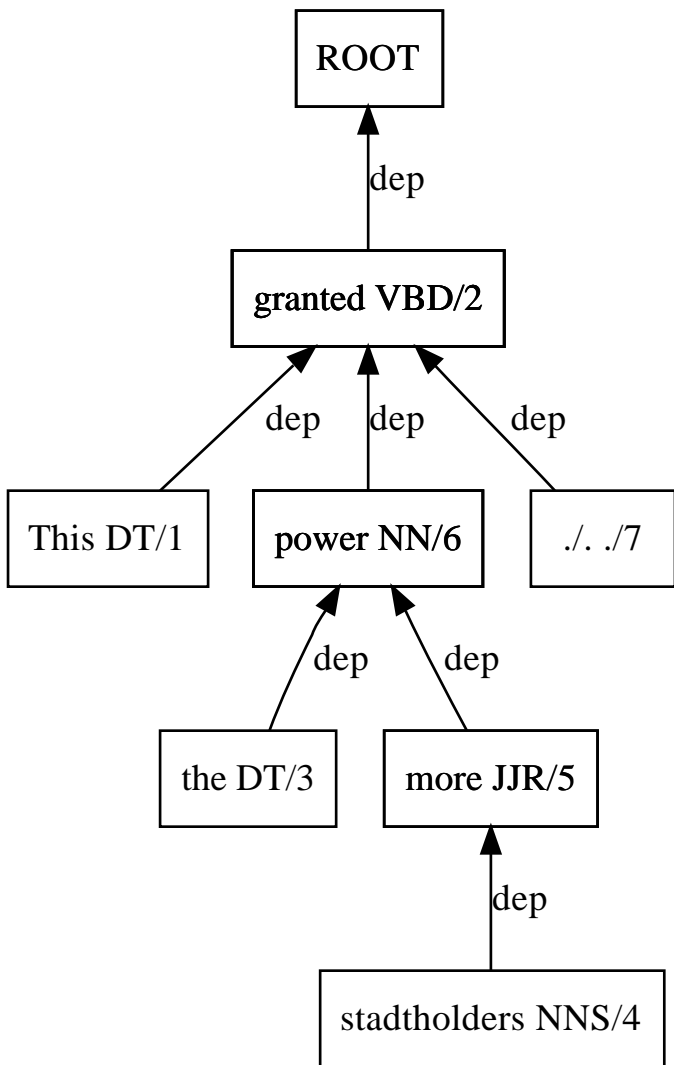 ROOT
dep
granted VBD/2
dep dep dep
This DT/1 power NN/6 ./. ./7
dep dep
the DT/3 more JJR/5
dep
stadtholders NNS/4